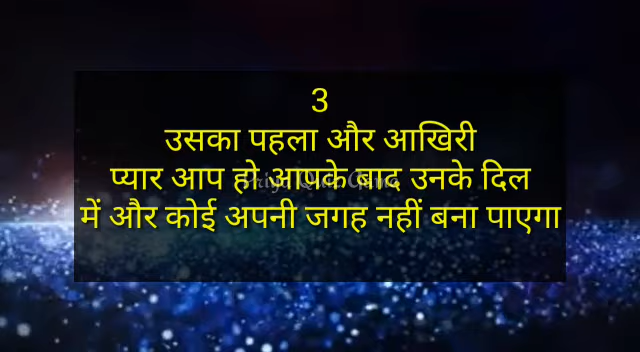 3
उसका पहला और आखिरी
प्यार आप हो आपके बाद उनके दिल
में और कोई अपनी जगह नहीं बना पाएगा